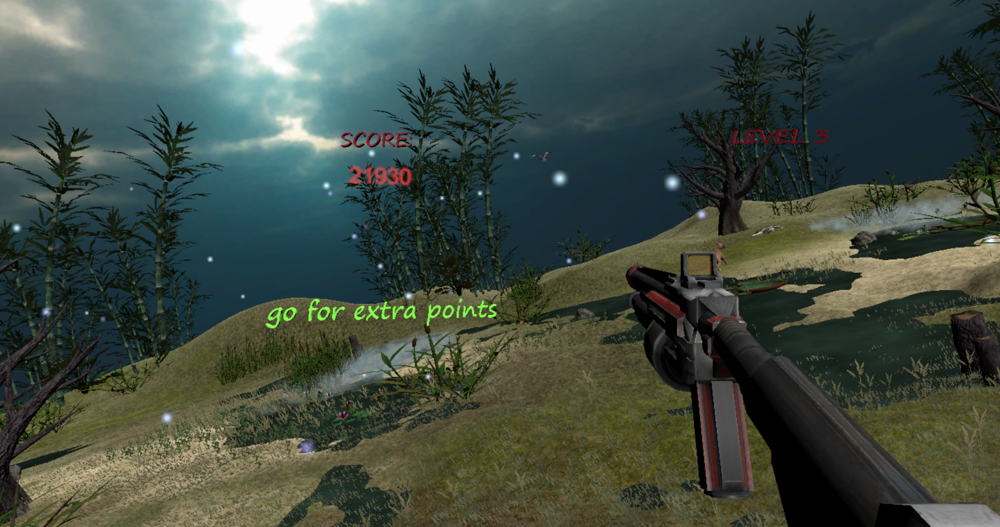 SCORE:
LEVEL 3
21930
go for extra points